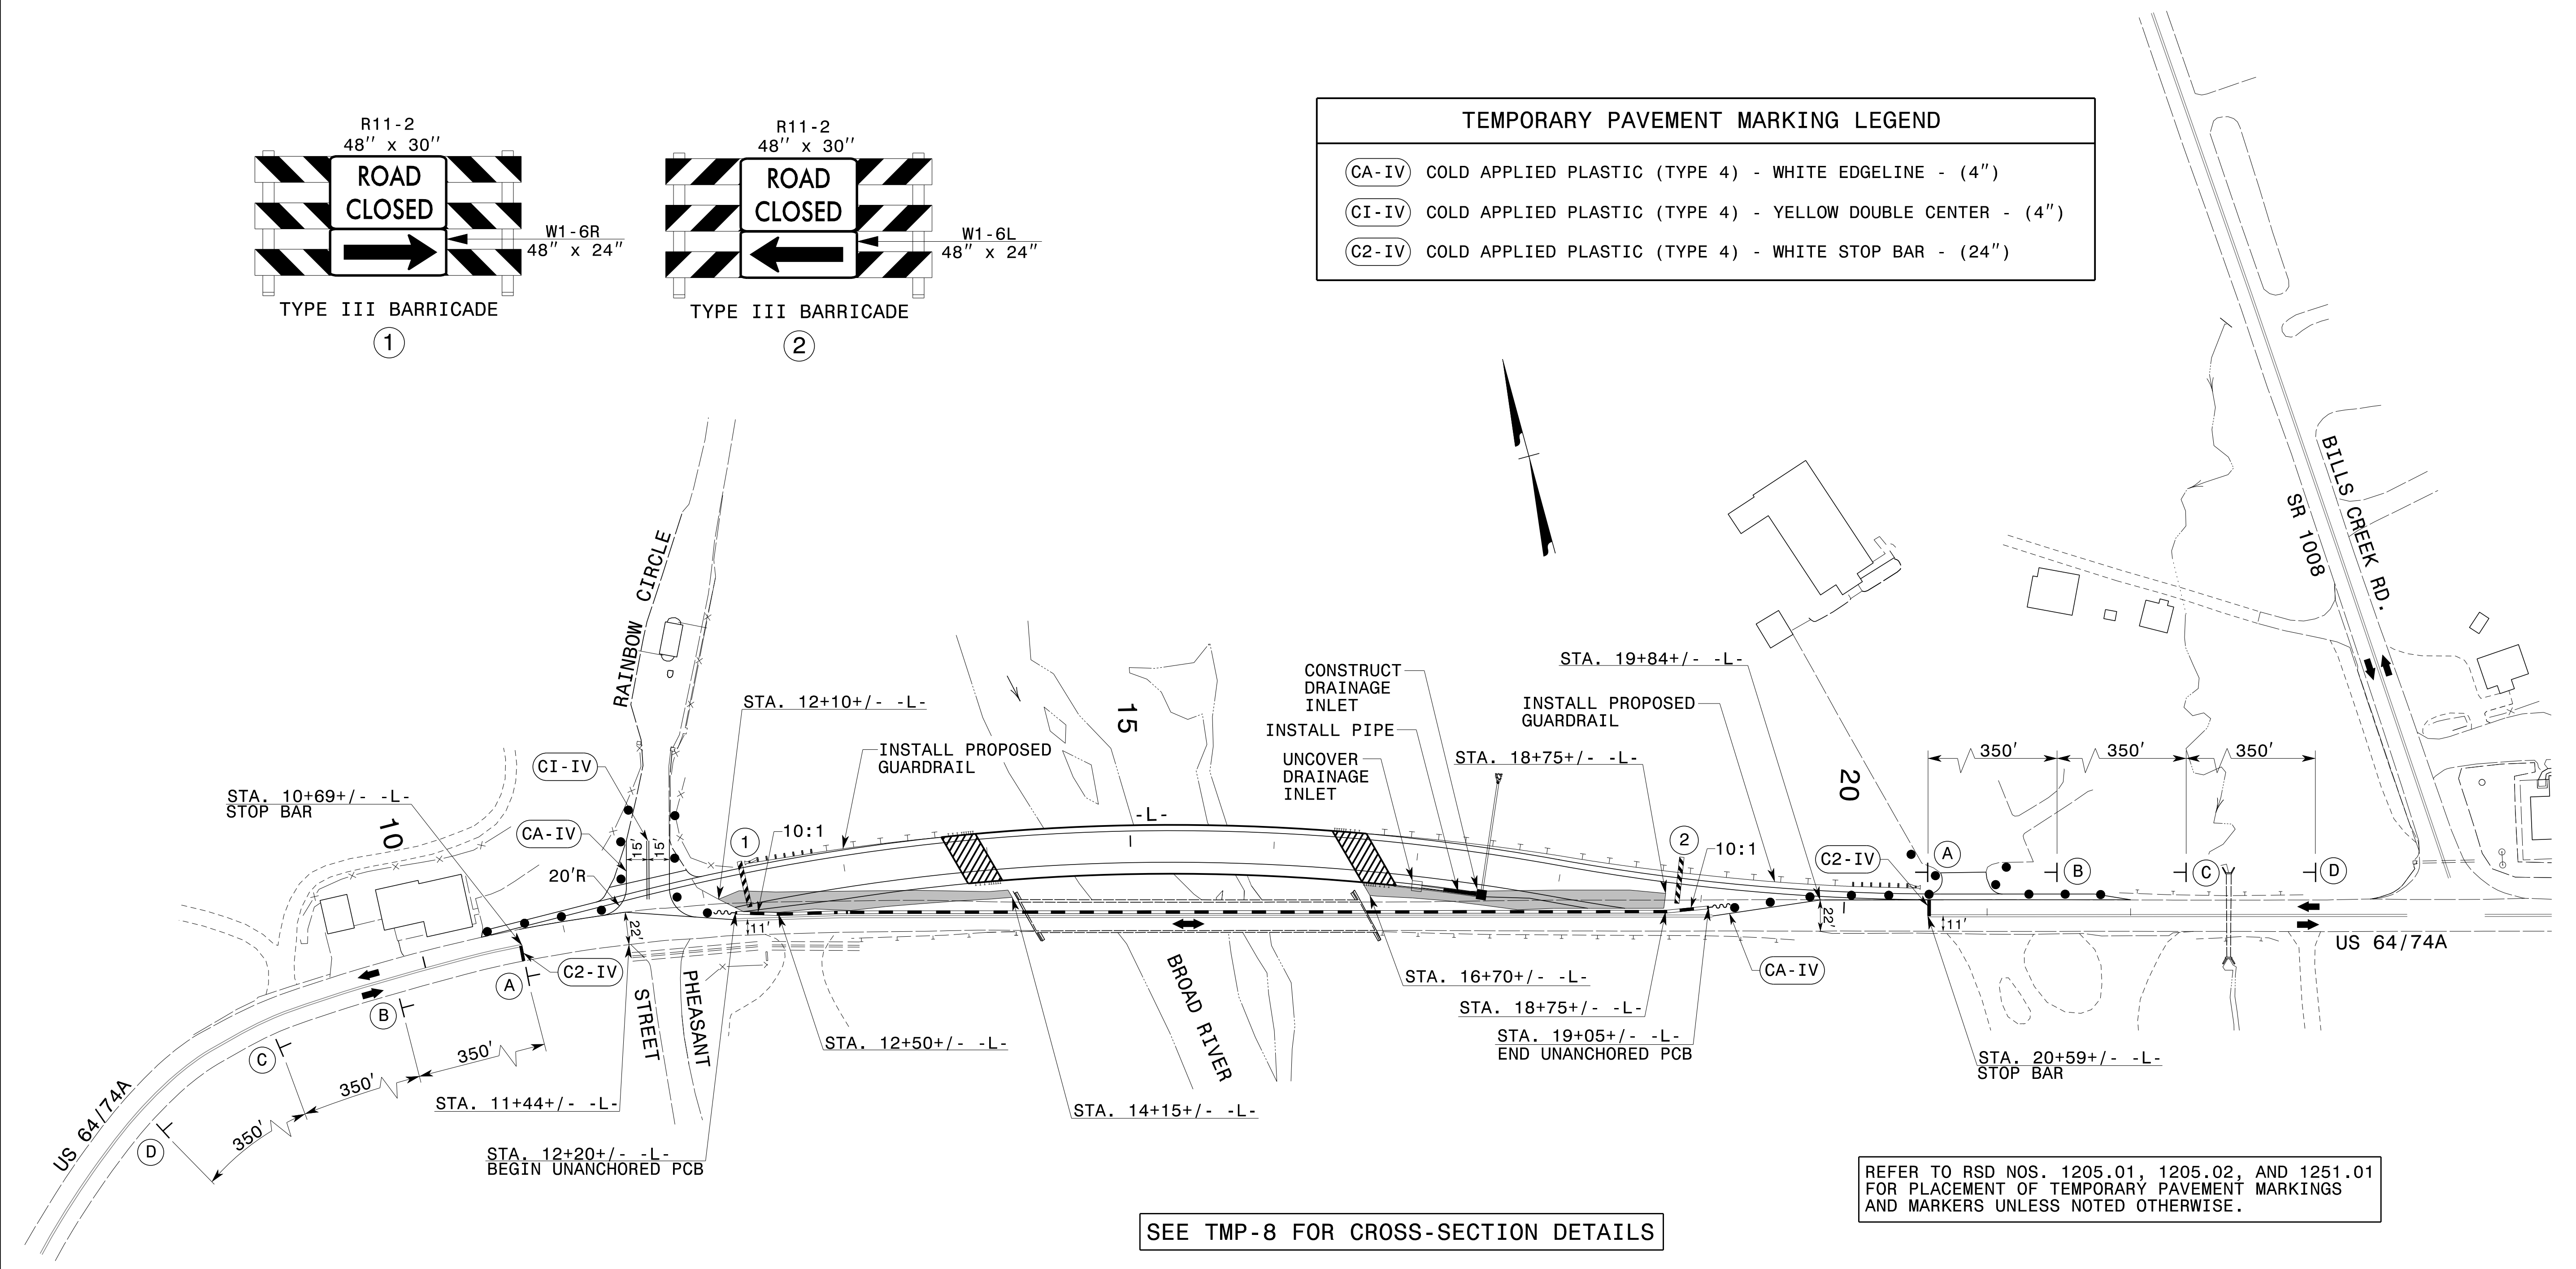 R11-2
48" x 30"
ROAD
CLOSED
W1-6R
48" x 24"
TYPE III BARRICADE
1
R11-2
48" x 30"
ROAD
CLOSED
W1-6L
48" x 24"
TYPE III BARRICADE
2
TEMPORARY PAVEMENT MARKING LEGEND
CA-IV COLD APPLIED PLASTIC (TYPE 4) - WHITE EDGELINE - (4")
CI-IV COLD APPLIED PLASTIC (TYPE 4) - YELLOW DOUBLE CENTER - (4")
C2-IV COLD APPLIED PLASTIC (TYPE 4) - WHITE STOP BAR - (24")
BILLS CREEK RD.
SR 1008
RAINBOW CIRCLE
STA. 12+10+/- -L-
INSTALL PROPOSED
GUARDRAIL
CI-IV
CA-IV
STA. 10+69+/- -L-
STOP BAR
10
15'
15'
20'R
1
10:1
15
-L-
CONSTRUCT
DRAINAGE
INLET
INSTALL PIPE
UNCOVER
DRAINAGE
INLET
STA. 19+84+/- -L-
INSTALL PROPOSED
GUARDRAIL
STA. 18+75+/- -L-
2
10:1
20
C2-IV
350'
350'
350'
A
B
C
D
22'
11'
22'
11'
US 64/74A
C2-IV
A
B
C
D
350'
350'
350'
US 64/74A
STREET
PHEASANT
BROAD RIVER
STA. 11+44+/- -L-
STA. 12+20+/- -L-
BEGIN UNANCHORED PCB
STA. 12+50+/- -L-
STA. 14+15+/- -L-
STA. 16+70+/- -L-
STA. 18+75+/- -L-
STA. 19+05+/- -L-
END UNANCHORED PCB
CA-IV
STA. 20+59+/- -L-
STOP BAR
REFER TO RSD NOS. 1205.01, 1205.02, AND 1251.01
FOR PLACEMENT OF TEMPORARY PAVEMENT MARKINGS
AND MARKERS UNLESS NOTED OTHERWISE.
SEE TMP-8 FOR CROSS-SECTION DETAILS